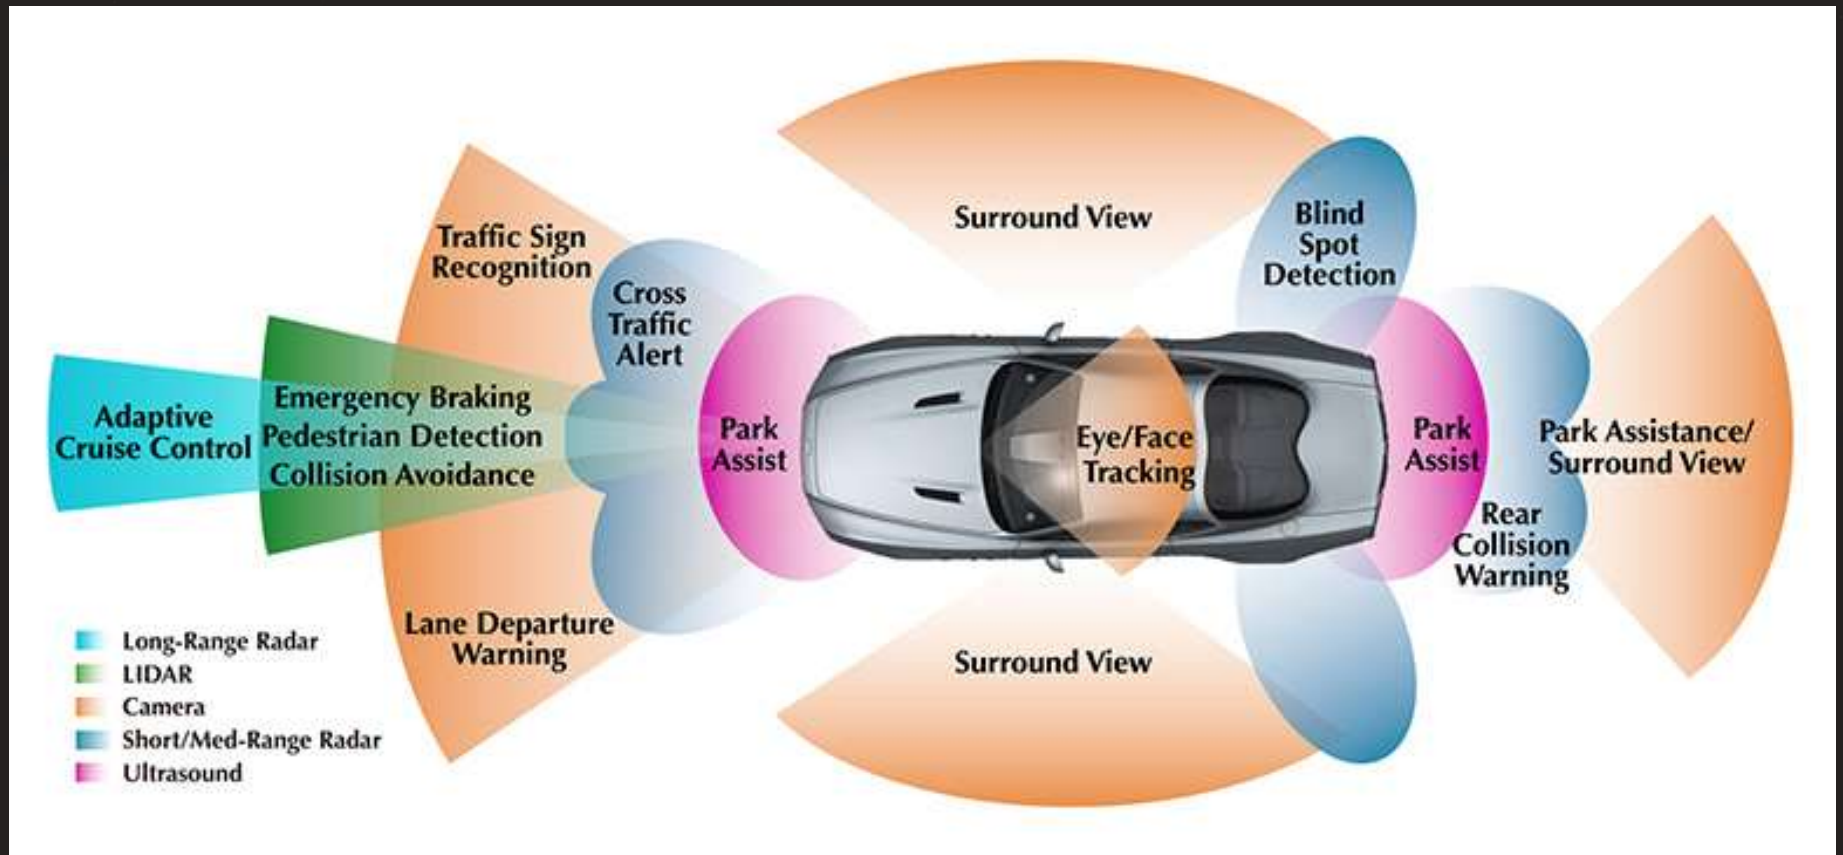 Traffic Sign
Recognition
Cross
Traffic
Alert
Surround View
Blind
Spot
Detection
Adaptive
Cruise Control
Emergency Braking
Pedestrian Detection
Collision Avoidance
Park
Assist
Eye/Face
Tracking
Park
Assist
Park Assistance/
Surround View
Rear
Collision
Warning
Lane Departure
Warning
Surround View
Long-Range Radar
LIDAR
Camera
Short/Med-Range Radar
Ultrasound